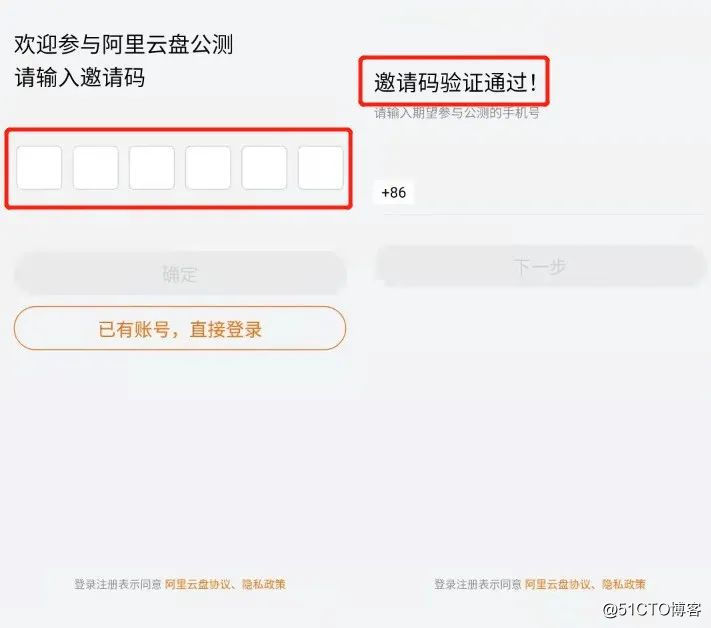 欢迎参与阿里云盘公测
请输入邀请码
确定
已有账号，直接登录
登录注册表示同意 阿里云盘协议、隐私政策
邀请码验证通过！
请输入期望参与公测的手机号
+86
下一步
登录注册表示同意 阿里云盘协议、隐私政策
@51CTO博客